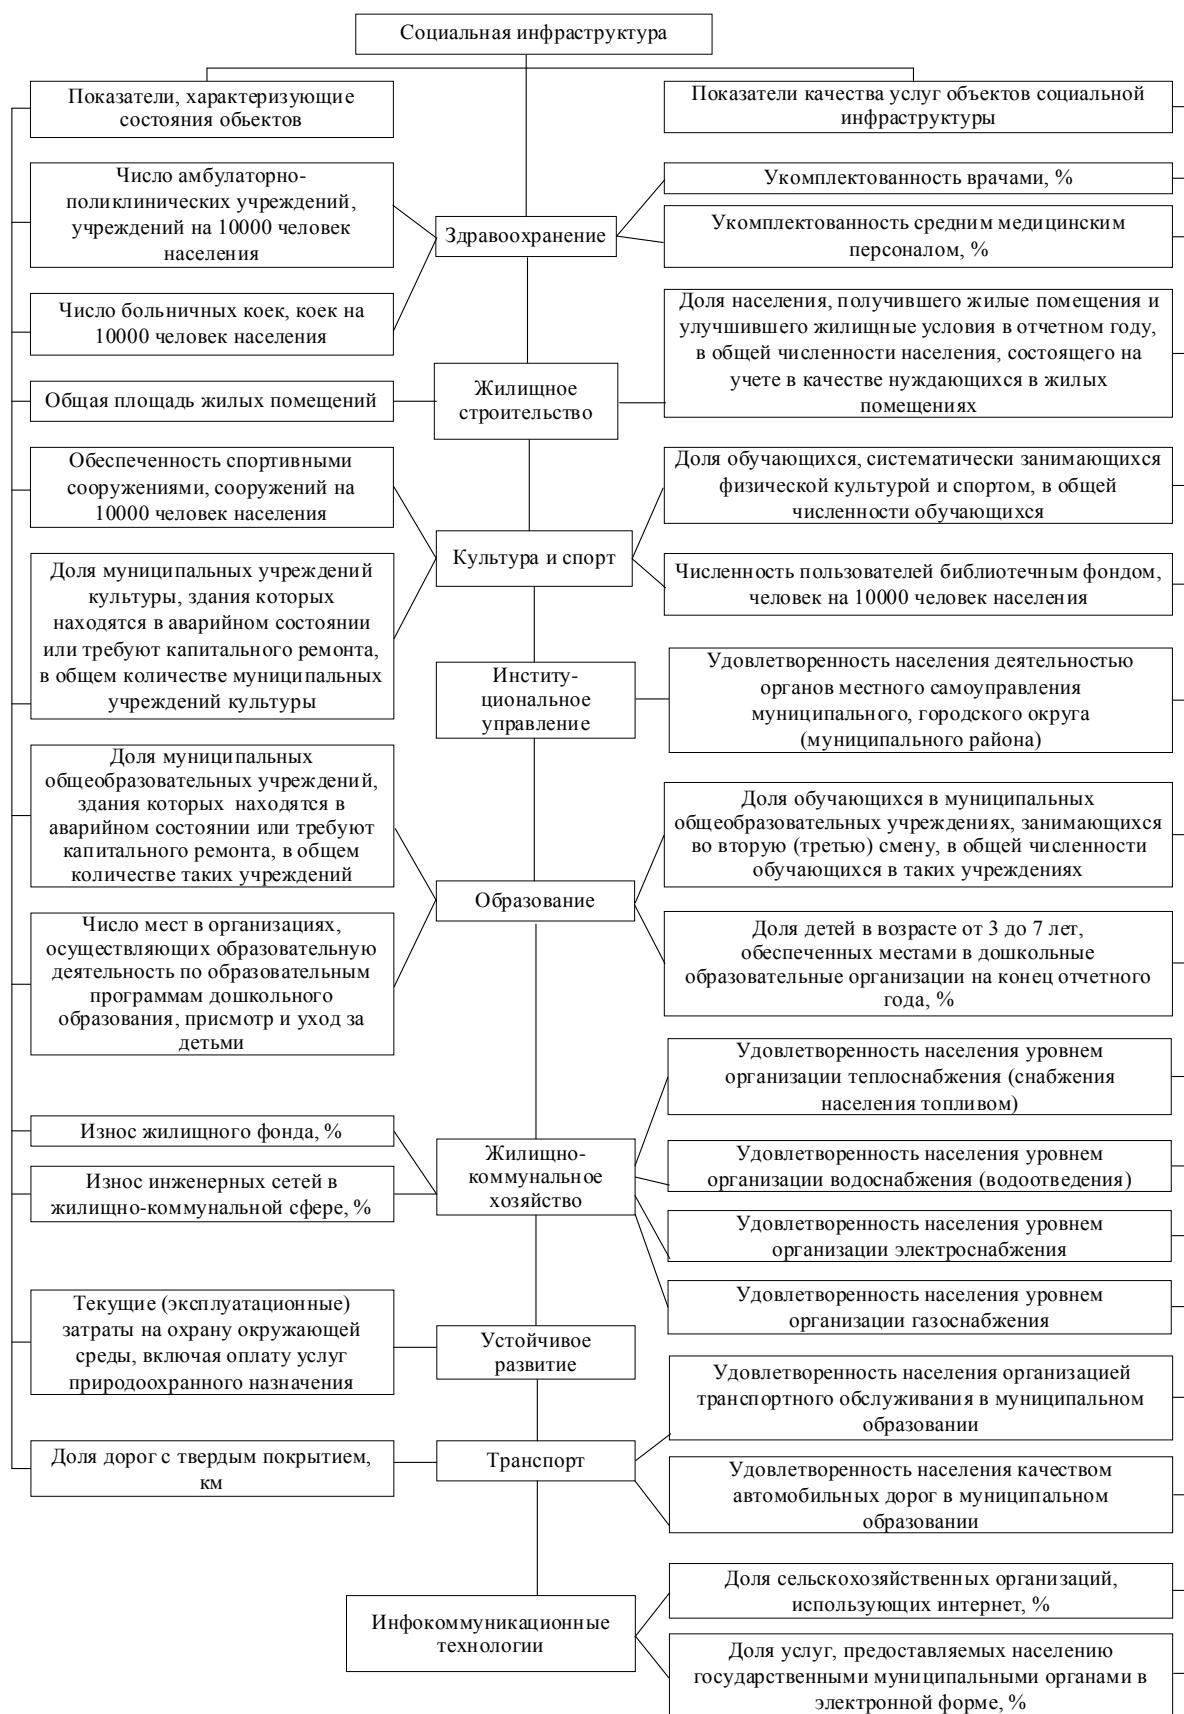 Социальная инфраструктура
Показатели, характеризующие
состояния обьектов
Показатели качества услуг объектов социальной
инфраструктуры
Число амбулаторно-
поликлинических учреждений,
учреждений на 10000 человек
населения
Число больничных коек, коек на
10000 человек населения
Здравоохранение
Укомплектованность врачами, %
Укомплектованность средним медицинским
персоналом, %
Общая площадь жилых помещений
Жилищное
строительство
Доля населения, получившего жилые помещения и
улучшившего жилищные условия в отчетном году,
в общей численности населения, состоящего на
учете в качестве нуждающихся в жилых
помещениях
Обеспеченность спортивными
сооружениями, сооружений на
10000 человек населения
Доля муниципальных учреждений
культуры, здания которых
находятся в аварийном состоянии
или требуют капитального ремонта,
в общем количестве муниципальных
учреждений культуры
Культура и спорт
Доля обучающихся, систематически занимающихся
физической культурой и спортом, в общей
численности обучающихся
Численность пользователей библиотечным фондом,
человек на 10000 человек населения
Институ-
циональное
управление
Удовлетворенность населения деятельностью
органов местного самоуправления
муниципального, городского округа
(муниципального района)
Доля муниципальных
общеобразовательных учреждений,
здания которых находятся в
аварийном состоянии или требуют
капитального ремонта, в общем
количестве таких учреждений
Число мест в организациях,
осуществляющих образовательную
деятельность по образовательным
программам дошкольного
образования, присмотр и уход за
детьми
Образование
Доля обучающихся в муниципальных
общеобразовательных учреждениях, занимающихся
во вторую (третью) смену, в общей численности
обучающихся в таких учреждениях
Доля детей в возрасте от 3 до 7 лет,
обеспеченных местами в дошкольные
образовательные организации на конец отчетного
года, %
Износ жилищного фонда, %
Износ инженерных сетей в
жилищно-коммунальной сфере, %
Жилищно-
коммунальное
хозяйство
Удовлетворенность населения уровнем
организации теплоснабжения (снабжения
населения топливом)
Удовлетворенность населения уровнем
организации водоснабжения (водоотведения)
Удовлетворенность населения уровнем
организации электроснабжения
Удовлетворенность населения уровнем
организации газоснабжения
Текущие (эксплуатационные)
затраты на охрану окружающей
среды, включая оплату услуг
природоохранного назначения
Устойчивое
развитие
Доля дорог с твердым покрытием,
км
Транспорт
Удовлетворенность населения организацией
транспортного обслуживания в муниципальном
образовании
Удовлетворенность населения качеством
автомобильных дорог в муниципальном
образовании
Инфокоммуникационные
технологии
Доля сельскохозяйственных организаций,
использующих интернет, %
Доля услуг, предоставляемых населению
государственными муниципальными органами в
электронной форме, %